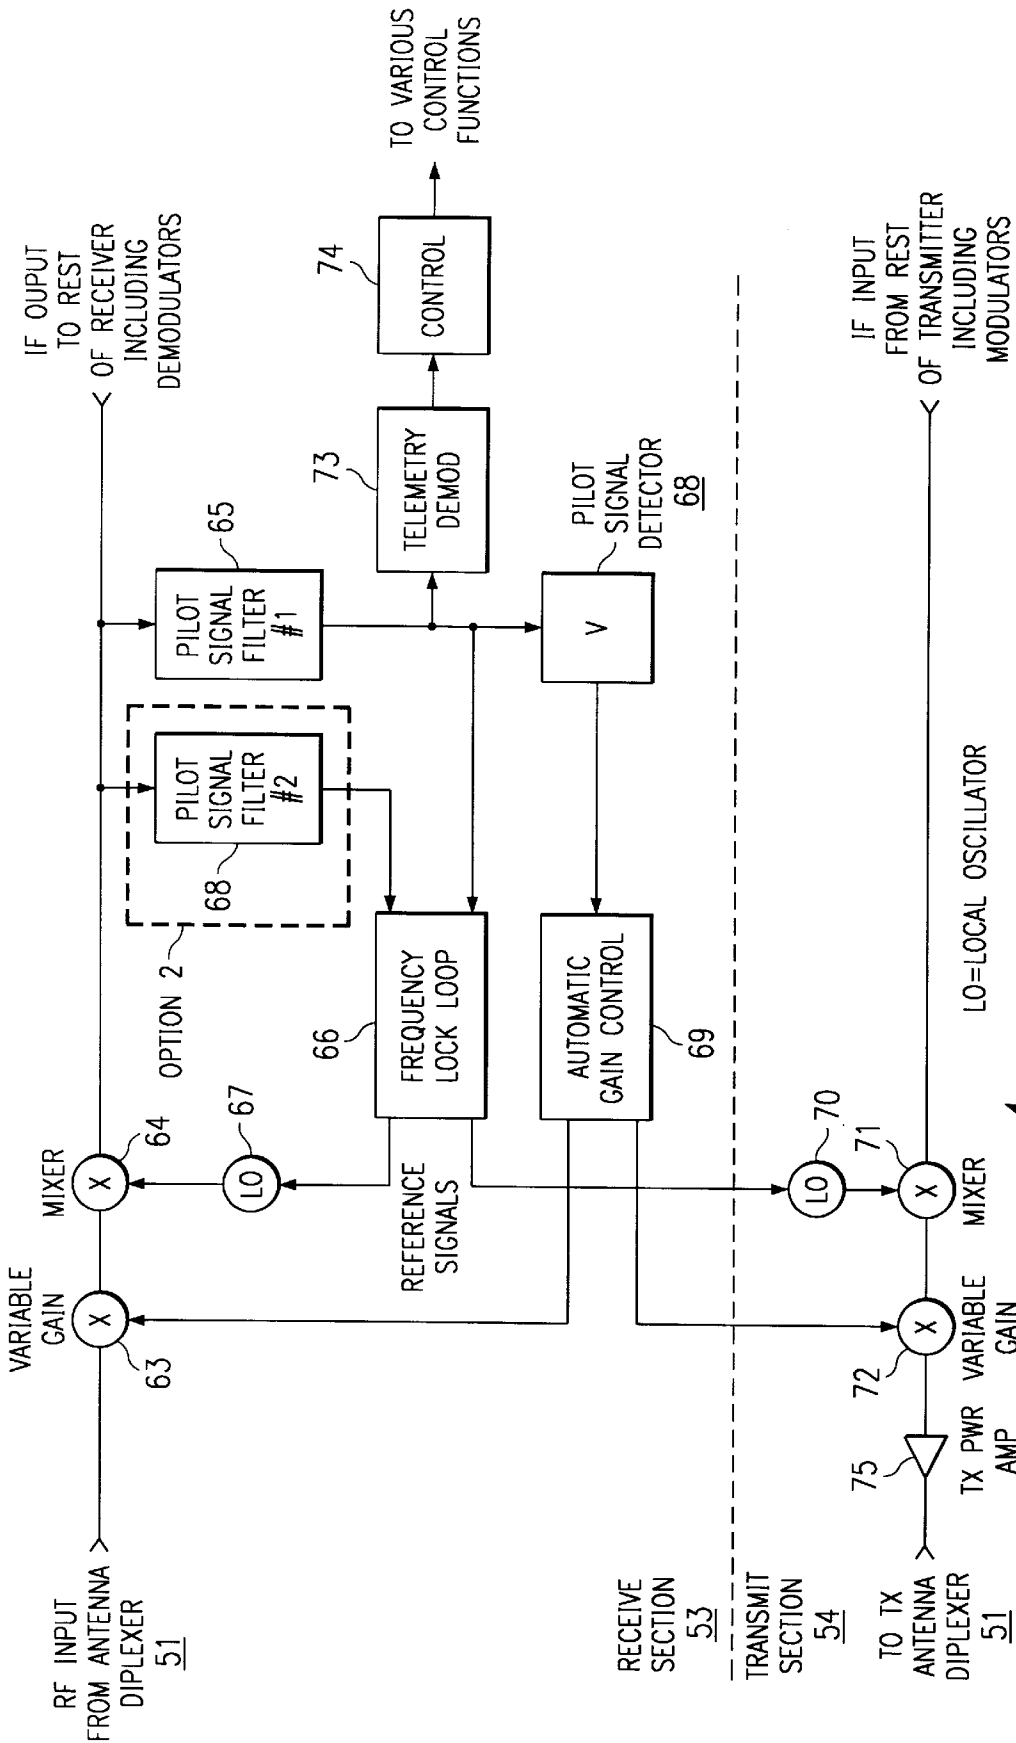 RF INPUT
FROM ANTENNA
DIPLEXER
51
VARIABLE
GAIN
63
MIXER
64
IF OUPUT
TO REST
OF RECEIVER
INCLUDING
DEMODULATORS
OPTION 2
68
PILOT
SIGNAL
FILTER
#2
PILOT
SIGNAL
FILTER
#1
65
LO
67
REFERENCE
SIGNALS
66
FREQUENCY
LOCK LOOP
73
TELEMETRY
DEMOD
74
CONTROL
TO VARIOUS
CONTROL
FUNCTIONS
AUTOMATIC
GAIN CONTROL
69
V
PILOT
SIGNAL
DETECTOR
68
RECEIVE
SECTION
53
TRANSMIT
SECTION
54
LO
70
TO TX
ANTENNA
DIPLEXER
51
75
TX PWR
AMP
72
VARIABLE
GAIN
71
MIXER
X
X
X
X
LO=LOCAL OSCILLATOR
IF INPUT
FROM REST
OF TRANSMITTER
INCLUDING
MODULATORS